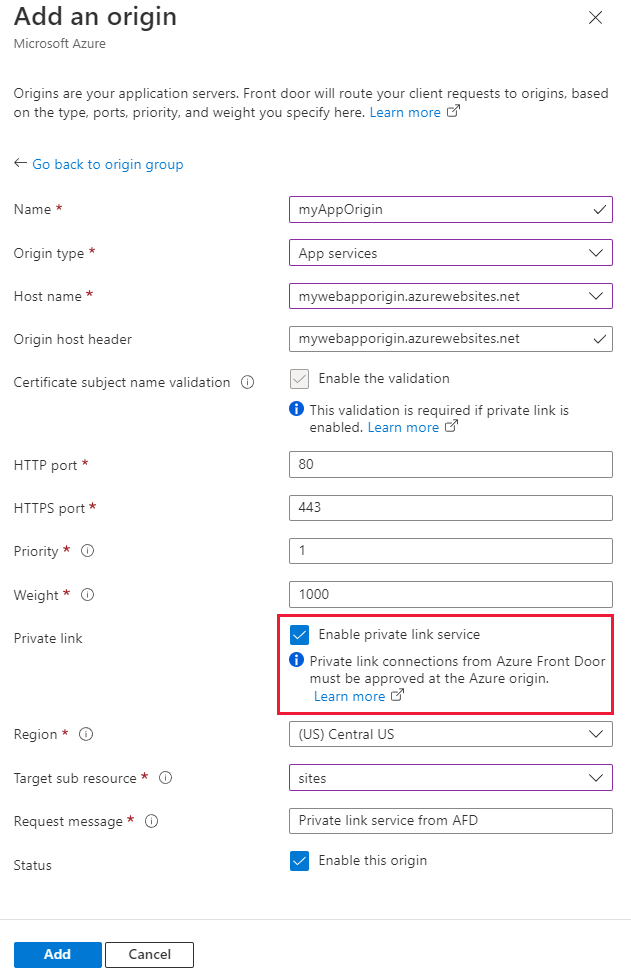 Add an origin
Microsoft Azure
Origins are your application servers. Front door will route your client requests to origins, based
on the type, ports, priority, and weight you specify here. Learn more
Go back to origin group
Name *
myAppOrigin
Origin type *
App services
Host name *
mywebapporigin.azurewebsites.net
Origin host header
mywebapporigin.azurewebsites.net
Certificate subject name validation
Enable the validation
This validation is required if private link is
enabled. Learn more
HTTP port *
80
HTTPS port *
443
Priority *
1
Weight *
1000
Private link
Enable private link service
Private link connections from Azure Front Door
must be approved at the Azure origin.
Learn more
Region *
(US) Central US
Target sub resource *
sites
Request message *
Private link service from AFD
Status
Enable this origin
Add
Cancel